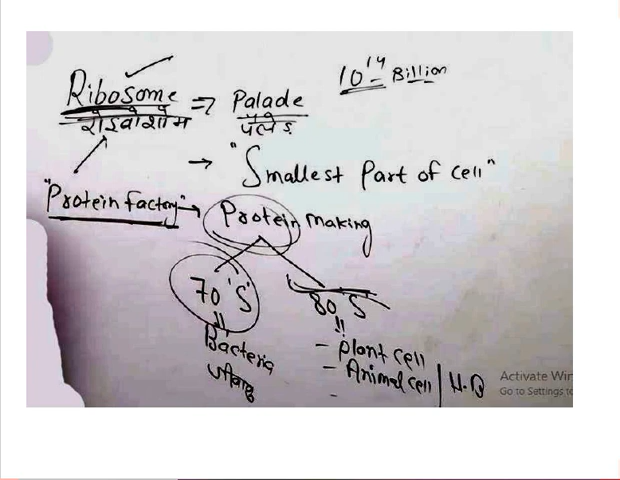 10¹⁴ Billion
Ribosome ⇒ Palade
राइबोसोम पैलेड
→ "Smallest Part of cell"
"Protein factory" → Protein making
70 'S' 80 'S'
Bacteria - Plant cell
जीवाणु - Animal cell
Activate Win
Go to Settings to